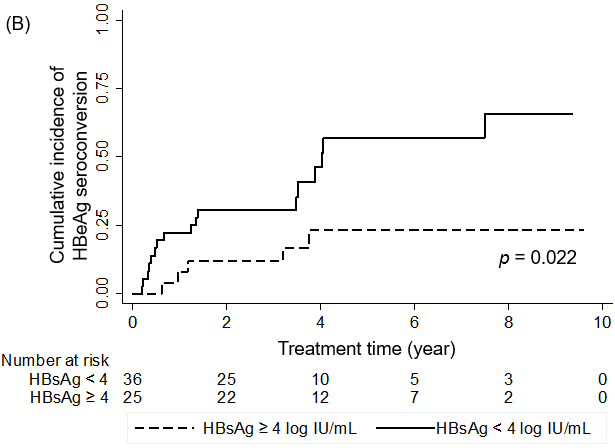 (B)
Cumulative incidence of
HBeAg seroconversion
1.00
0.75
0.50
0.25
0.00
p = 0.022
0 2 4 6 8 10
Treatment time (year)
Number at risk
HBsAg < 4 36 25 10 5 3 0
HBsAg ≥ 4 25 22 12 7 2 0
HBsAg ≥ 4 log IU/mL HBsAg < 4 log IU/mL